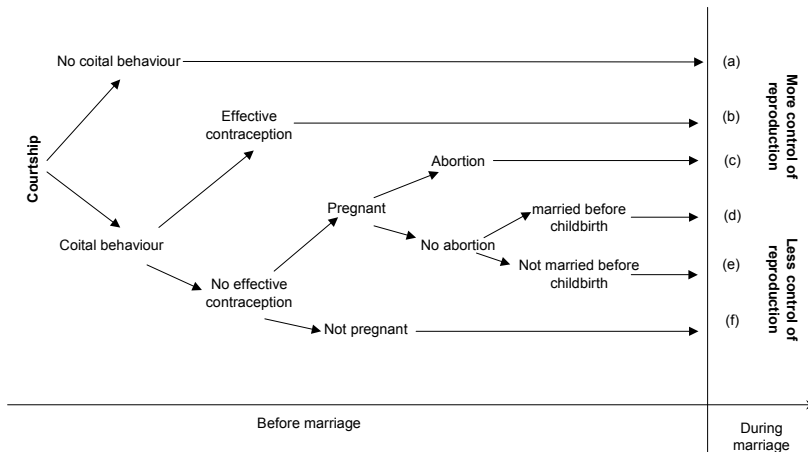 No coital behaviour
(a)
Effective
contraception
(b)
More control of
reproduction
Courtship
Abortion
(c)
Pregnant
married before
childbirth
(d)
Coital behaviour
No abortion
Not married before
childbirth
(e)
Less control of
reproduction
No effective
contraception
Not pregnant
(f)
Before marriage
During
marriage